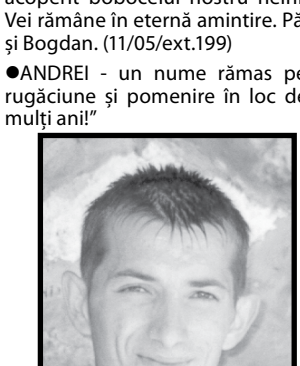 acoperit bobocelul nostru
Vei rămâne în eternă amintire.
și Bogdan. (11/05/ext.199)
●ANDREI - un nume rămas
rugăciune și pomenire în loc de
mulți ani!”